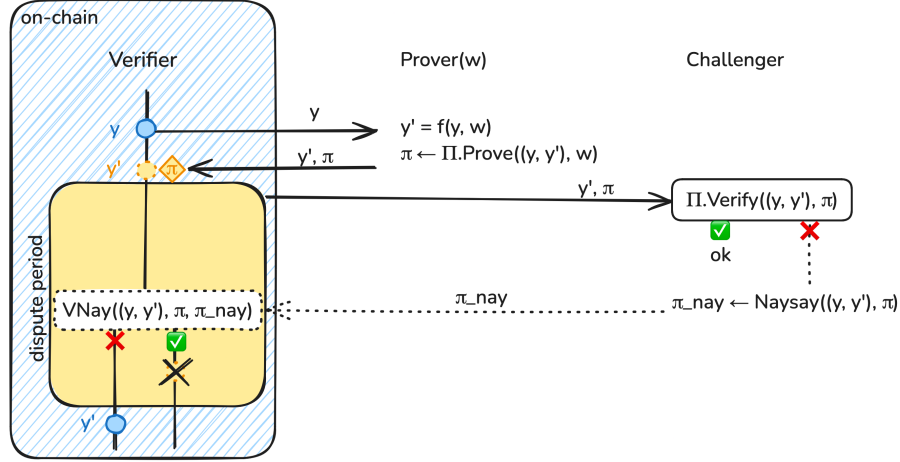 on-chain
Verifier
Prover(w)
Challenger
y
y
y' = f(y, w)
π ← Π.Prove((y, y'), w)
y'
π
y', π
y', π
Π.Verify((y, y'), π)
ok
dispute period
VNay((y, y'), π, π_nay)
π_nay
π_nay ← Naysay((y, y'), π)
y'